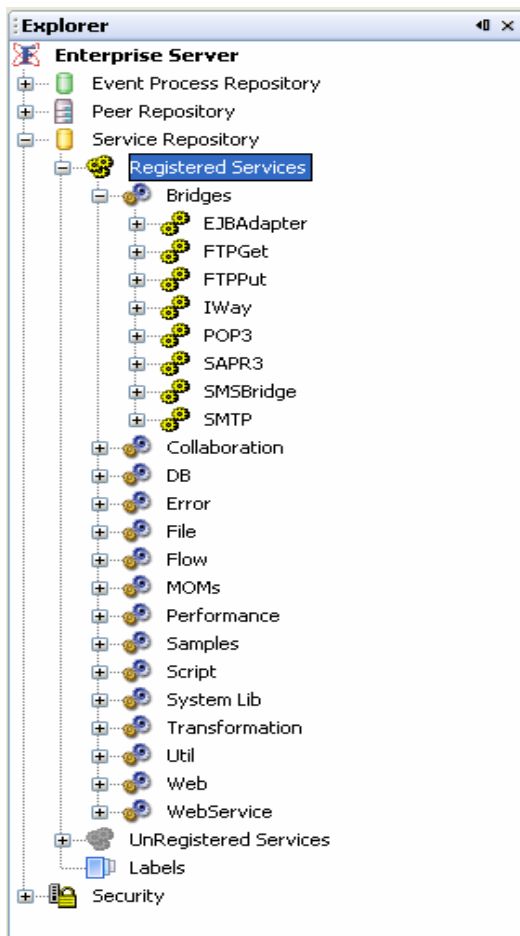 Explorer
Enterprise Server
Event Process Repository
Peer Repository
Service Repository
Registered Services
Bridges
EJBAdapter
FTPGet
FTPPut
IWay
POP3
SAPR3
SMSBridge
SMTP
Collaboration
DB
Error
File
Flow
MOMs
Performance
Samples
Script
System Lib
Transformation
Util
Web
WebService
UnRegistered Services
Labels
Security